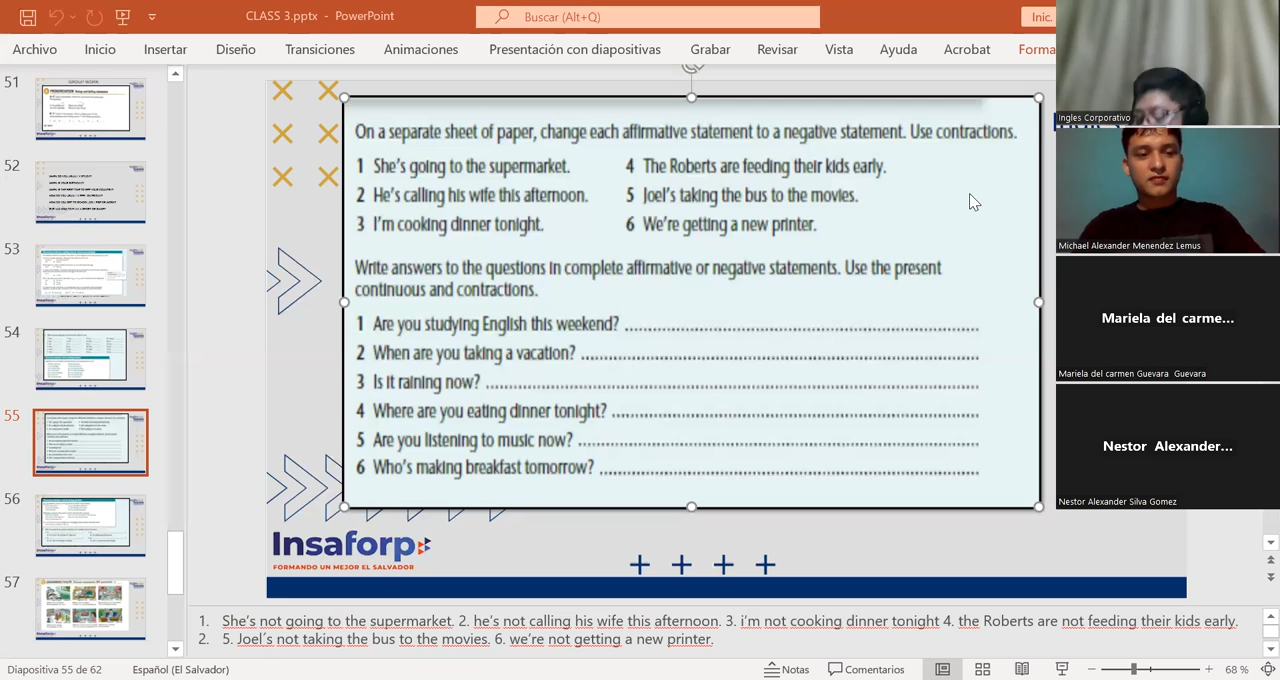 CLASS 3.pptx - PowerPoint
Buscar (Alt+Q)
Inic.
Archivo Inicio Insertar Diseño Transiciones Animaciones Presentación con diapositivas Grabar Revisar Vista Ayuda Acrobat Forma
51
52
53
54
55
56
57
On a separate sheet of paper, change each affirmative statement to a negative statement. Use contractions.
1 She's going to the supermarket.
2 He's calling his wife this afternoon.
3 I'm cooking dinner tonight.
4 The Roberts are feeding their kids early.
5 Joel's taking the bus to the movies.
6 We're getting a new printer.
Write answers to the questions in complete affirmative or negative statements. Use the present
continuous and contractions.
1 Are you studying English this weekend?
2 When are you taking a vacation?
3 Is it raining now?
4 Where are you eating dinner tonight?
5 Are you listening to music now?
6 Who's making breakfast tomorrow?
Insaforp
FORMANDO UN MEJOR EL SALVADOR
Ingles Corporativo
Michael Alexander Menendez Lemus
Mariela del carme...
Mariela del carmen Guevara Guevara
Nestor Alexander...
Nestor Alexander Silva Gomez
1. She's not going to the supermarket. 2. he's not calling his wife this afternoon. 3. i'm not cooking dinner tonight 4. the Roberts are not feeding their kids early.
2. 5. Joel´s not taking the bus to the movies. 6. we're not getting a new printer.
Diapositiva 55 de 62 Español (El Salvador) Notas Comentarios 68 %